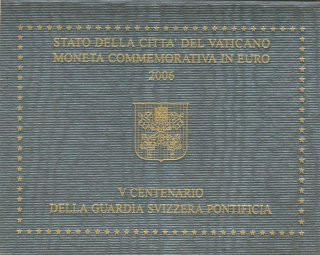 STATO DELLA CITTA' DEL VATICANO
MONETA COMMEMORATIVA IN EURO
2006
V CENTENARIO
DELLA GUARDIA SVIZZERA PONTIFICIA